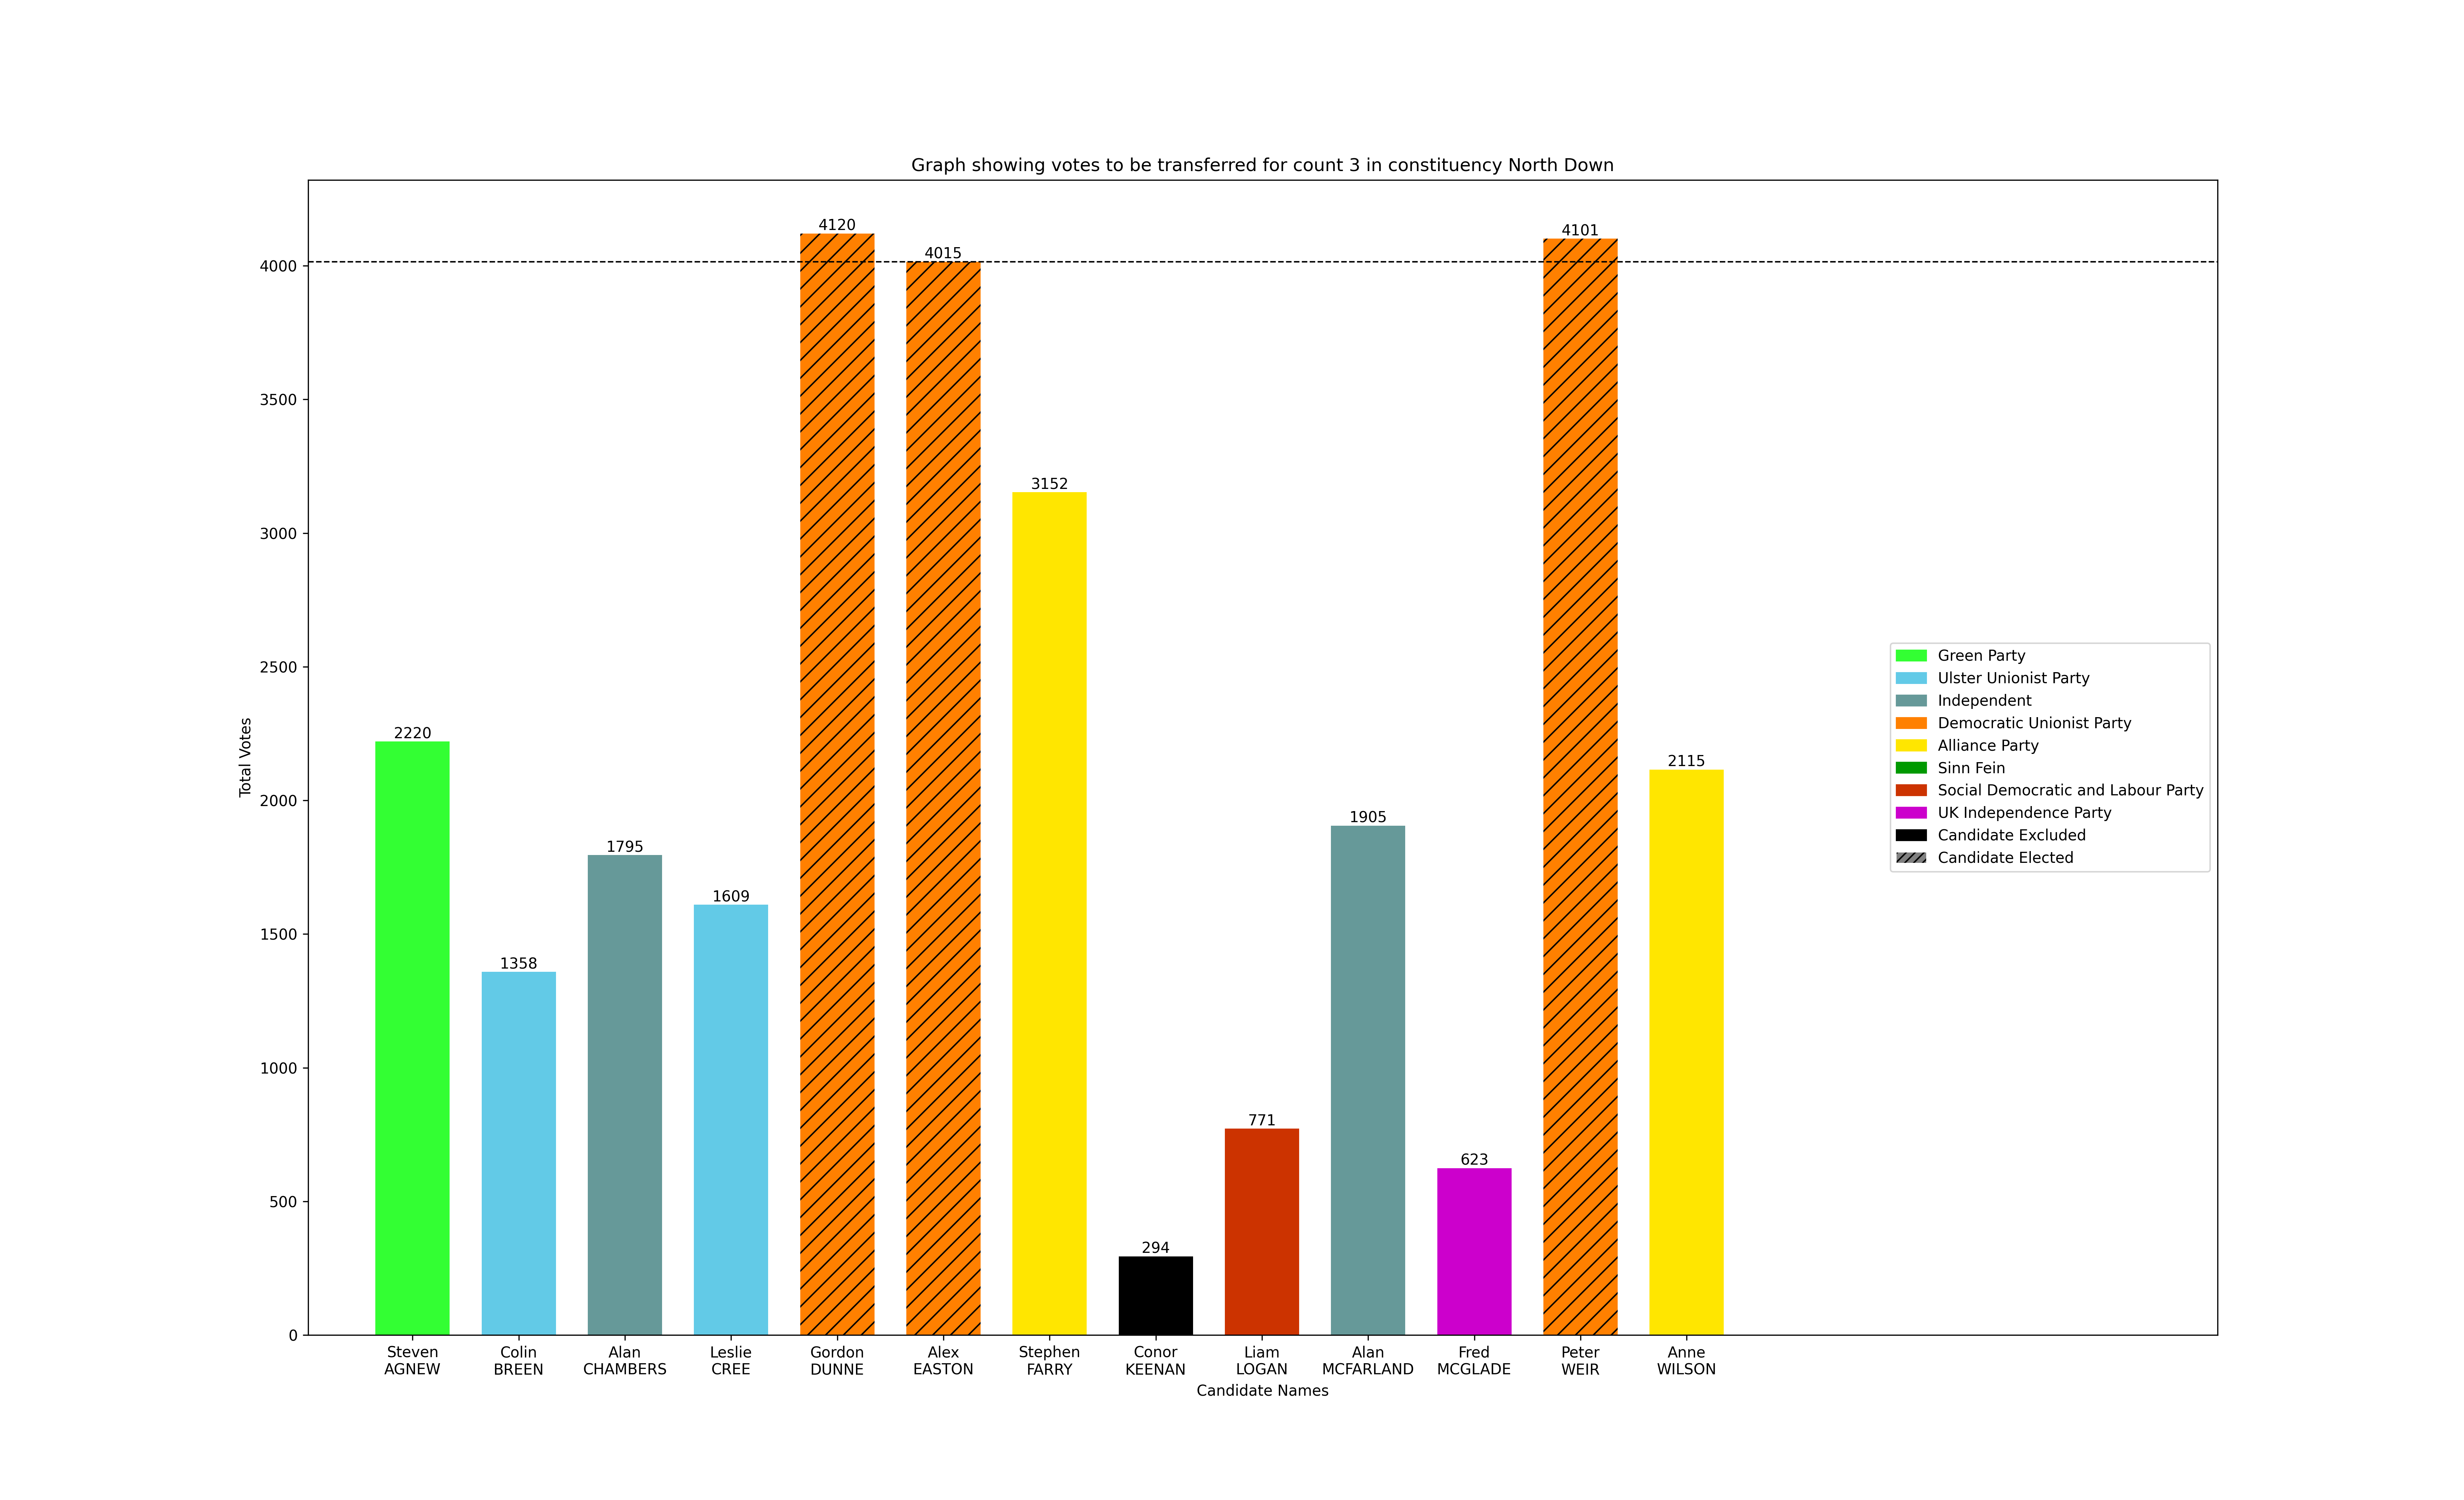 Graph showing votes to be transferred for count 3 in constituency North Down
Total Votes
4000
3500
3000
2500
2000
1500
1000
500
0
2220
1358
1795
1609
4120
4015
3152
294
771
1905
623
4101
2115
Steven
AGNEW
Colin
BREEN
Alan
CHAMBERS
Leslie
CREE
Gordon
DUNNE
Alex
EASTON
Stephen
FARRY
Conor
KEENAN
Liam
LOGAN
Alan
MCFARLAND
Fred
MCGLADE
Peter
WEIR
Anne
WILSON
Candidate Names
Green Party
Ulster Unionist Party
Independent
Democratic Unionist Party
Alliance Party
Sinn Fein
Social Democratic and Labour Party
UK Independence Party
Candidate Excluded
Candidate Elected